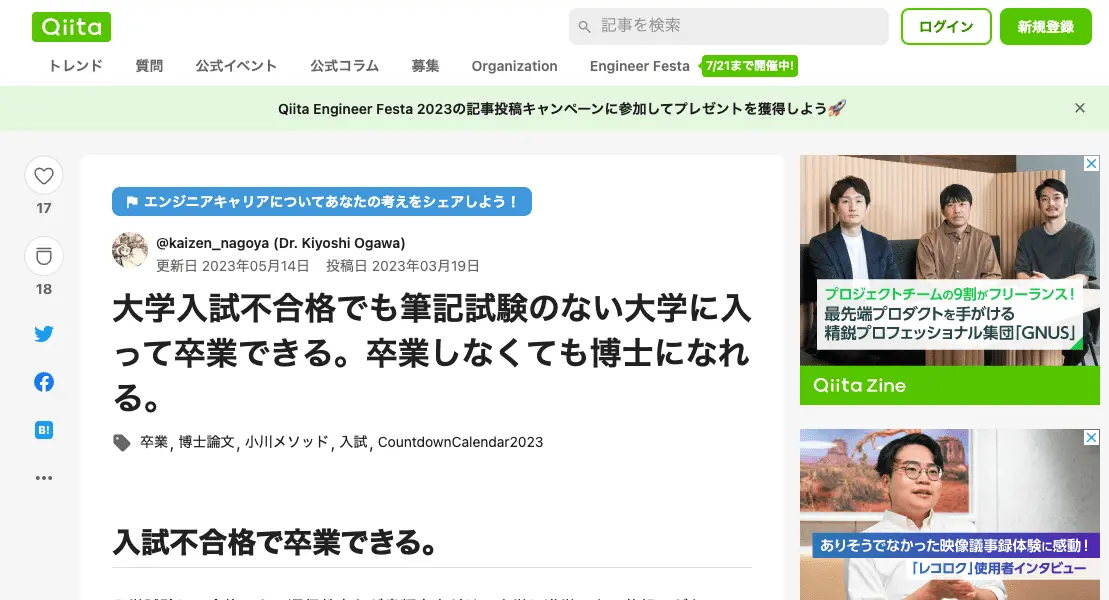 Qiita
記事を検索
ログイン
新規登録
トレンド 質問 公式イベント 公式コラム 募集 Organization Engineer Festa 7/21まで開催中!
Qiita Engineer Festa 2023の記事投稿キャンペーンに参加してプレゼントを獲得しよう🚀
17
18
B!
エンジニアキャリアについてあなたの考えをシェアしよう！
@kaizen_nagoya (Dr. Kiyoshi Ogawa)
更新日 2023年05月14日 投稿日 2023年03月19日
大学入試不合格でも筆記試験のない大学に入
って卒業できる。卒業しなくても博士になれ
る。
卒業, 博士論文, 小川メソッド, 入試, CountdownCalendar2023
入試不合格で卒業できる。
プロジェクトチームの9割がフリーランス！
最先端プロダクトを手がける
精鋭プロフェッショナル集団「GNUS」
Qiita Zine
ありそうでなかった映像議事録体験に感動！
「レコロク」使用者インタビュー